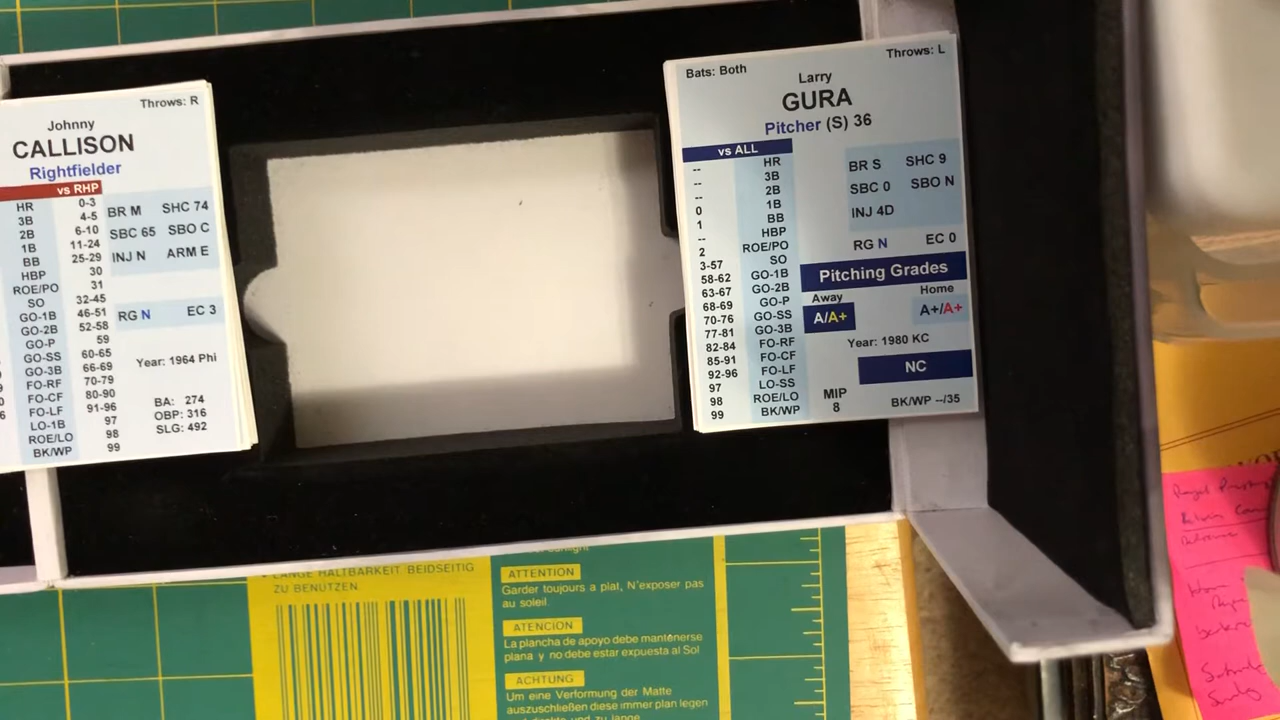 Throws: R
Johnny
CALLISON
Rightfielder
vs RHP
HR 0-3
3B 4-5
2B 6-10
1B 11-24
BB 25-29
HBP 30
ROE/PO 31
SO 32-45
GO-1B 46-51
GO-2B 52-58
GO-P 59
GO-SS 60-65
GO-3B 66-69
FO-RF 70-79
FO-CF 80-90
FO-LF 91-96
LO-1B 97
ROE/LO 98
BK/WP 99
BR M SHC 74
SBC 65 SBO C
INJ N ARM E
RG N EC 3
Year: 1964 Phi
BA: 274
OBP: 316
SLG: 492
Bats: Both Throws: L
Larry
GURA
Pitcher (S) 36
vs ALL
-- HR
-- 3B
-- 2B
0 1B
1 BB
-- HBP
2 ROE/PO
3-57 SO
58-62 GO-1B
63-67 GO-2B
68-69 GO-P
70-76 GO-SS
77-81 GO-3B
82-84 FO-RF
85-91 FO-CF
92-96 FO-LF
97 LO-SS
98 ROE/LO
99 BK/WP
BR S SHC 9
SBC 0 SBO N
INJ 4D
RG N EC 0
Pitching Grades
Away Home
A/A+ A+/A+
Year: 1980 KC
NC
MIP
8
BK/WP --/35
LANGE HALTBARKEIT. BEIDSEITIG
ZU BENUTZEN.
ATTENTION
Garder toujours a plat, N'exposer pas
au soleil.
ATENCION
La plancha de apoyo debe mantenerse
plana y no debe estar expuesta al Sol
ACHTUNG
Um eine Verformung der Matte
auszuschließen diese immer plan legen